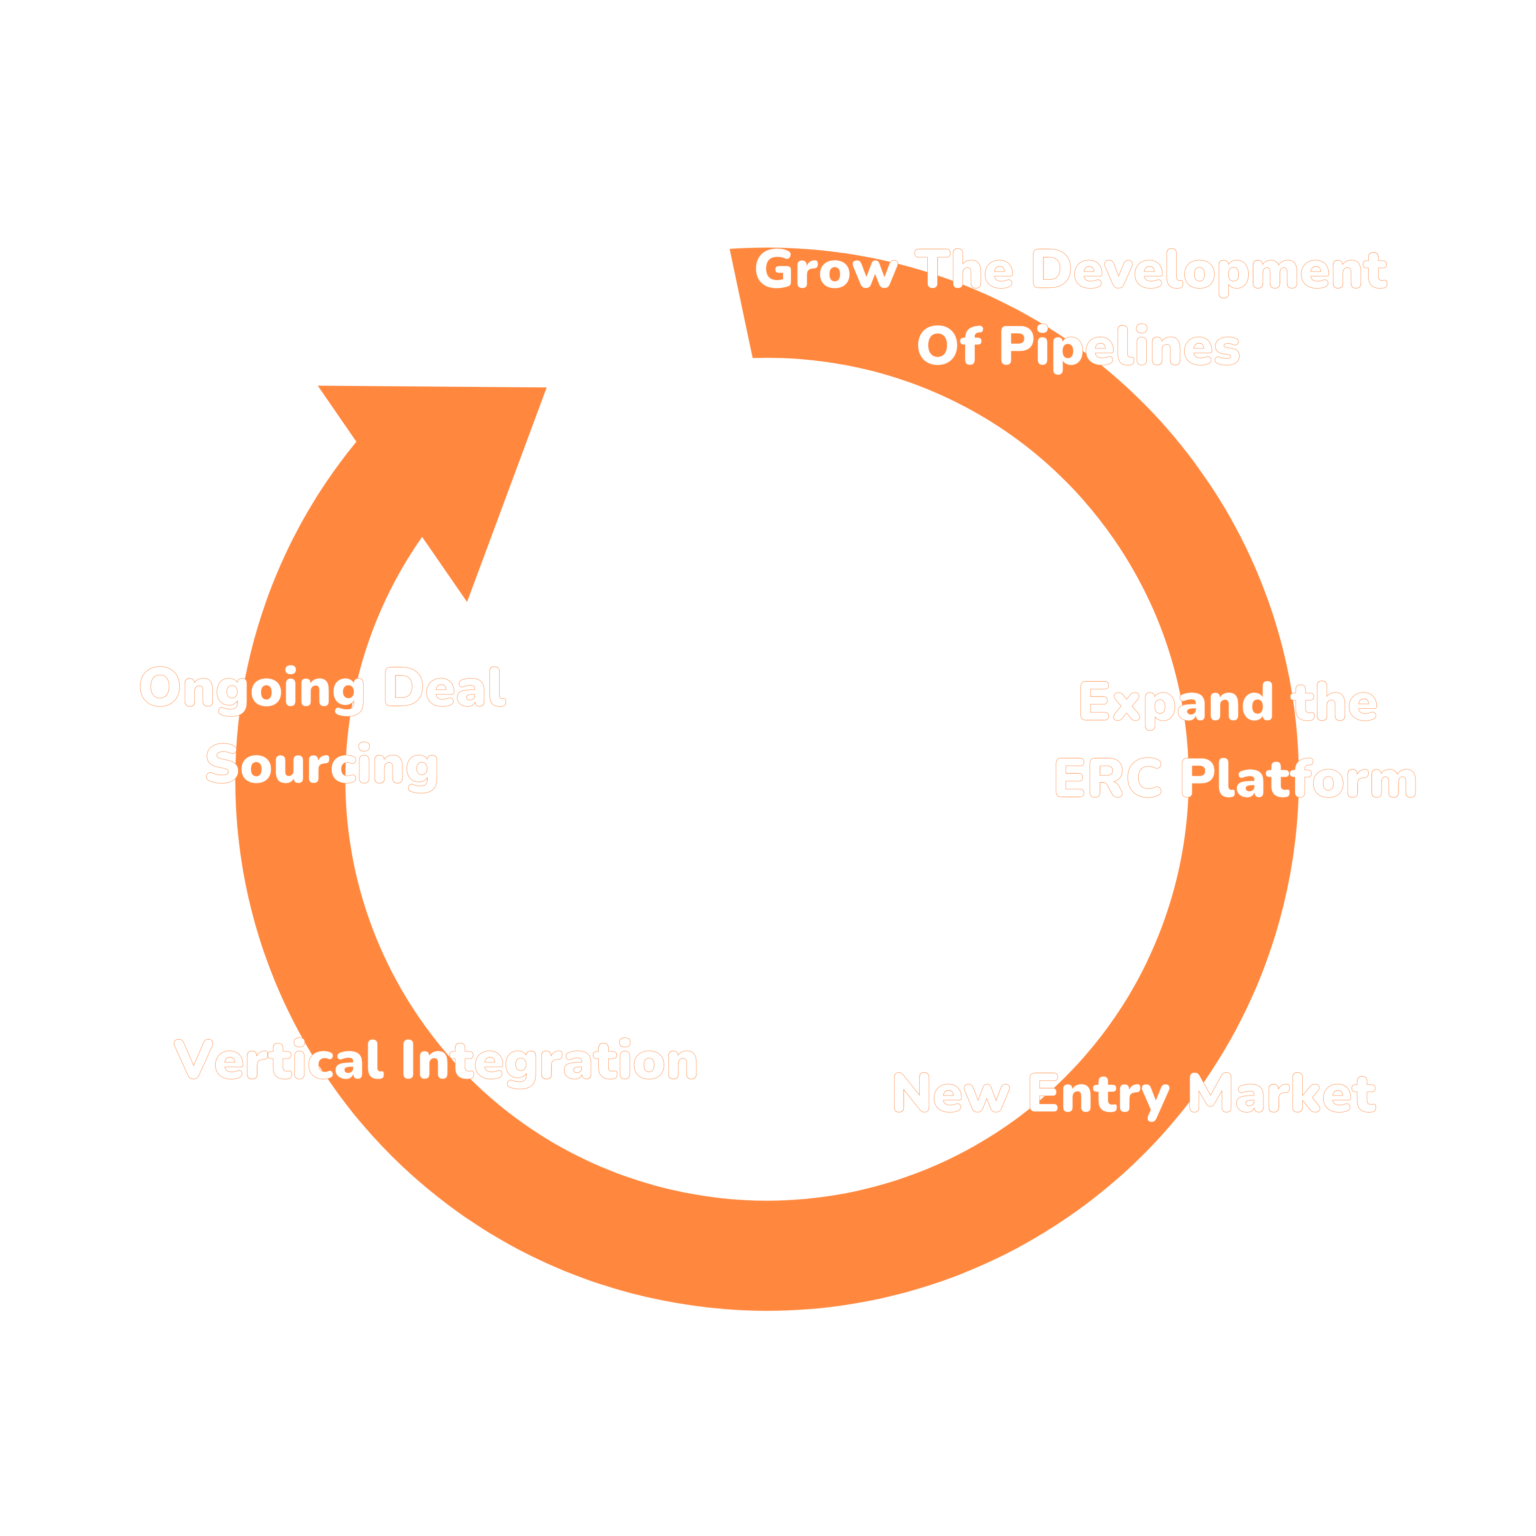 Grow The Development
Of Pipelines
Expand the
ERC Platform
New Entry Market
Vertical Integration
Ongoing Deal
Sourcing